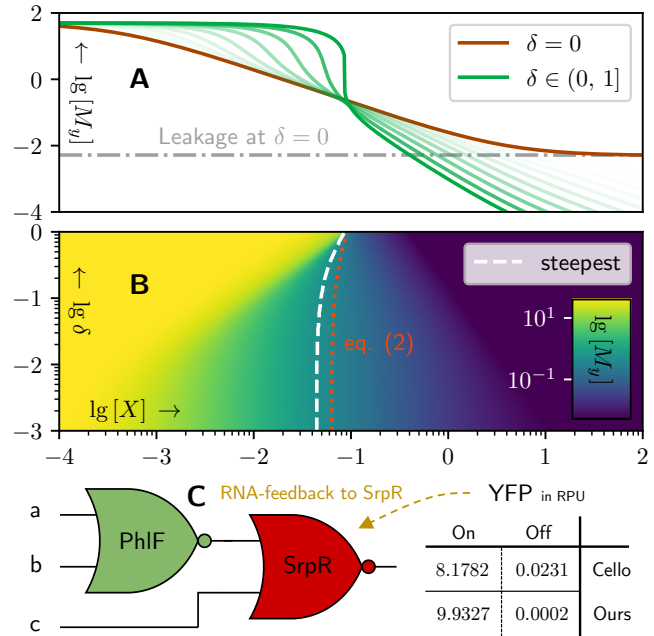 2
0
−2
−4
← lg [M_y]
A
δ = 0
δ ∈ (0, 1]
Leakage at δ = 0
0
−1
−2
−3
← lg δ
B
steepest
eq. (2)
10¹
10⁻¹
lg [M_y]
lg [X] →
−4 −3 −2 −1 0 1 2
C
RNA-feedback to SrpR
YFP in RPU
a
b
c
PhlF
SrpR
On Off
8.1782 0.0231 Cello
9.9327 0.0002 Ours